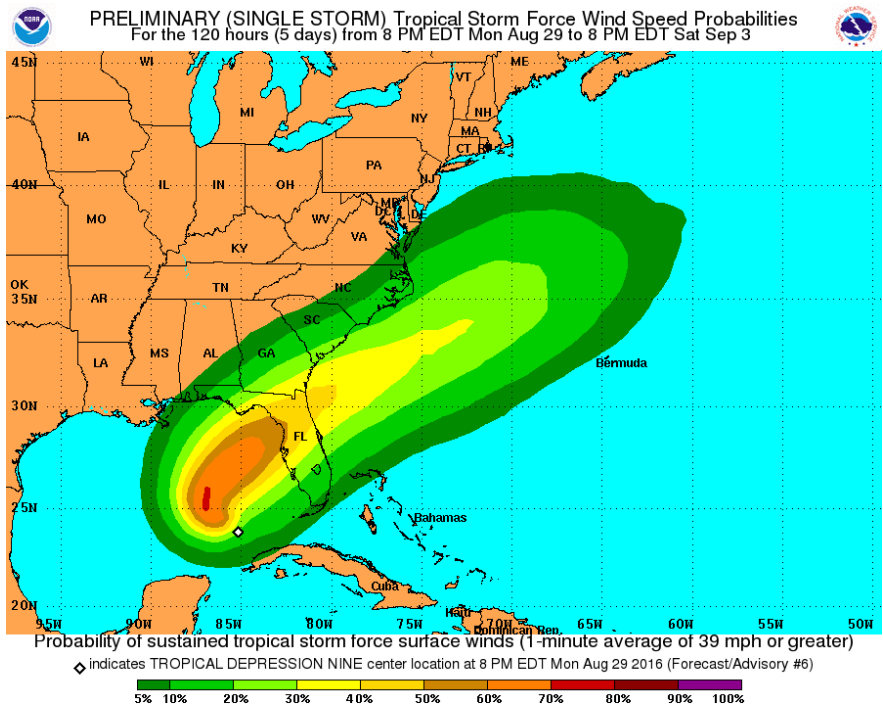 PRELIMINARY (SINGLE STORM) Tropical Storm Force Wind Speed Probabilities
For the 120 hours (5 days) from 8 PM EDT Mon Aug 29 to 8 PM EDT Sat Sep 3
NOAA
45N
WI
ME
VT
MI
NY
NH
MA
IA
CT RI
PA
NJ
40N
IL
IN
OH
MD
DC
DE
MO
WV
VA
KY
OK
TN
NC
35N
AR
SC
MS
AL
GA
LA
Bermuda
30N
FL
25N
Bahamas
Cuba
20N
Haiti
95W
90W
85W
80W
75W
70W
65W
60W
55W
50W
Dominican Rep.
Probability of sustained tropical storm force surface winds (1-minute average of 39 mph or greater)
indicates TROPICAL DEPRESSION NINE center location at 8 PM EDT Mon Aug 29 2016 (Forecast/Advisory #6)
5% 10% 20% 30% 40% 50% 60% 70% 80% 90% 100%